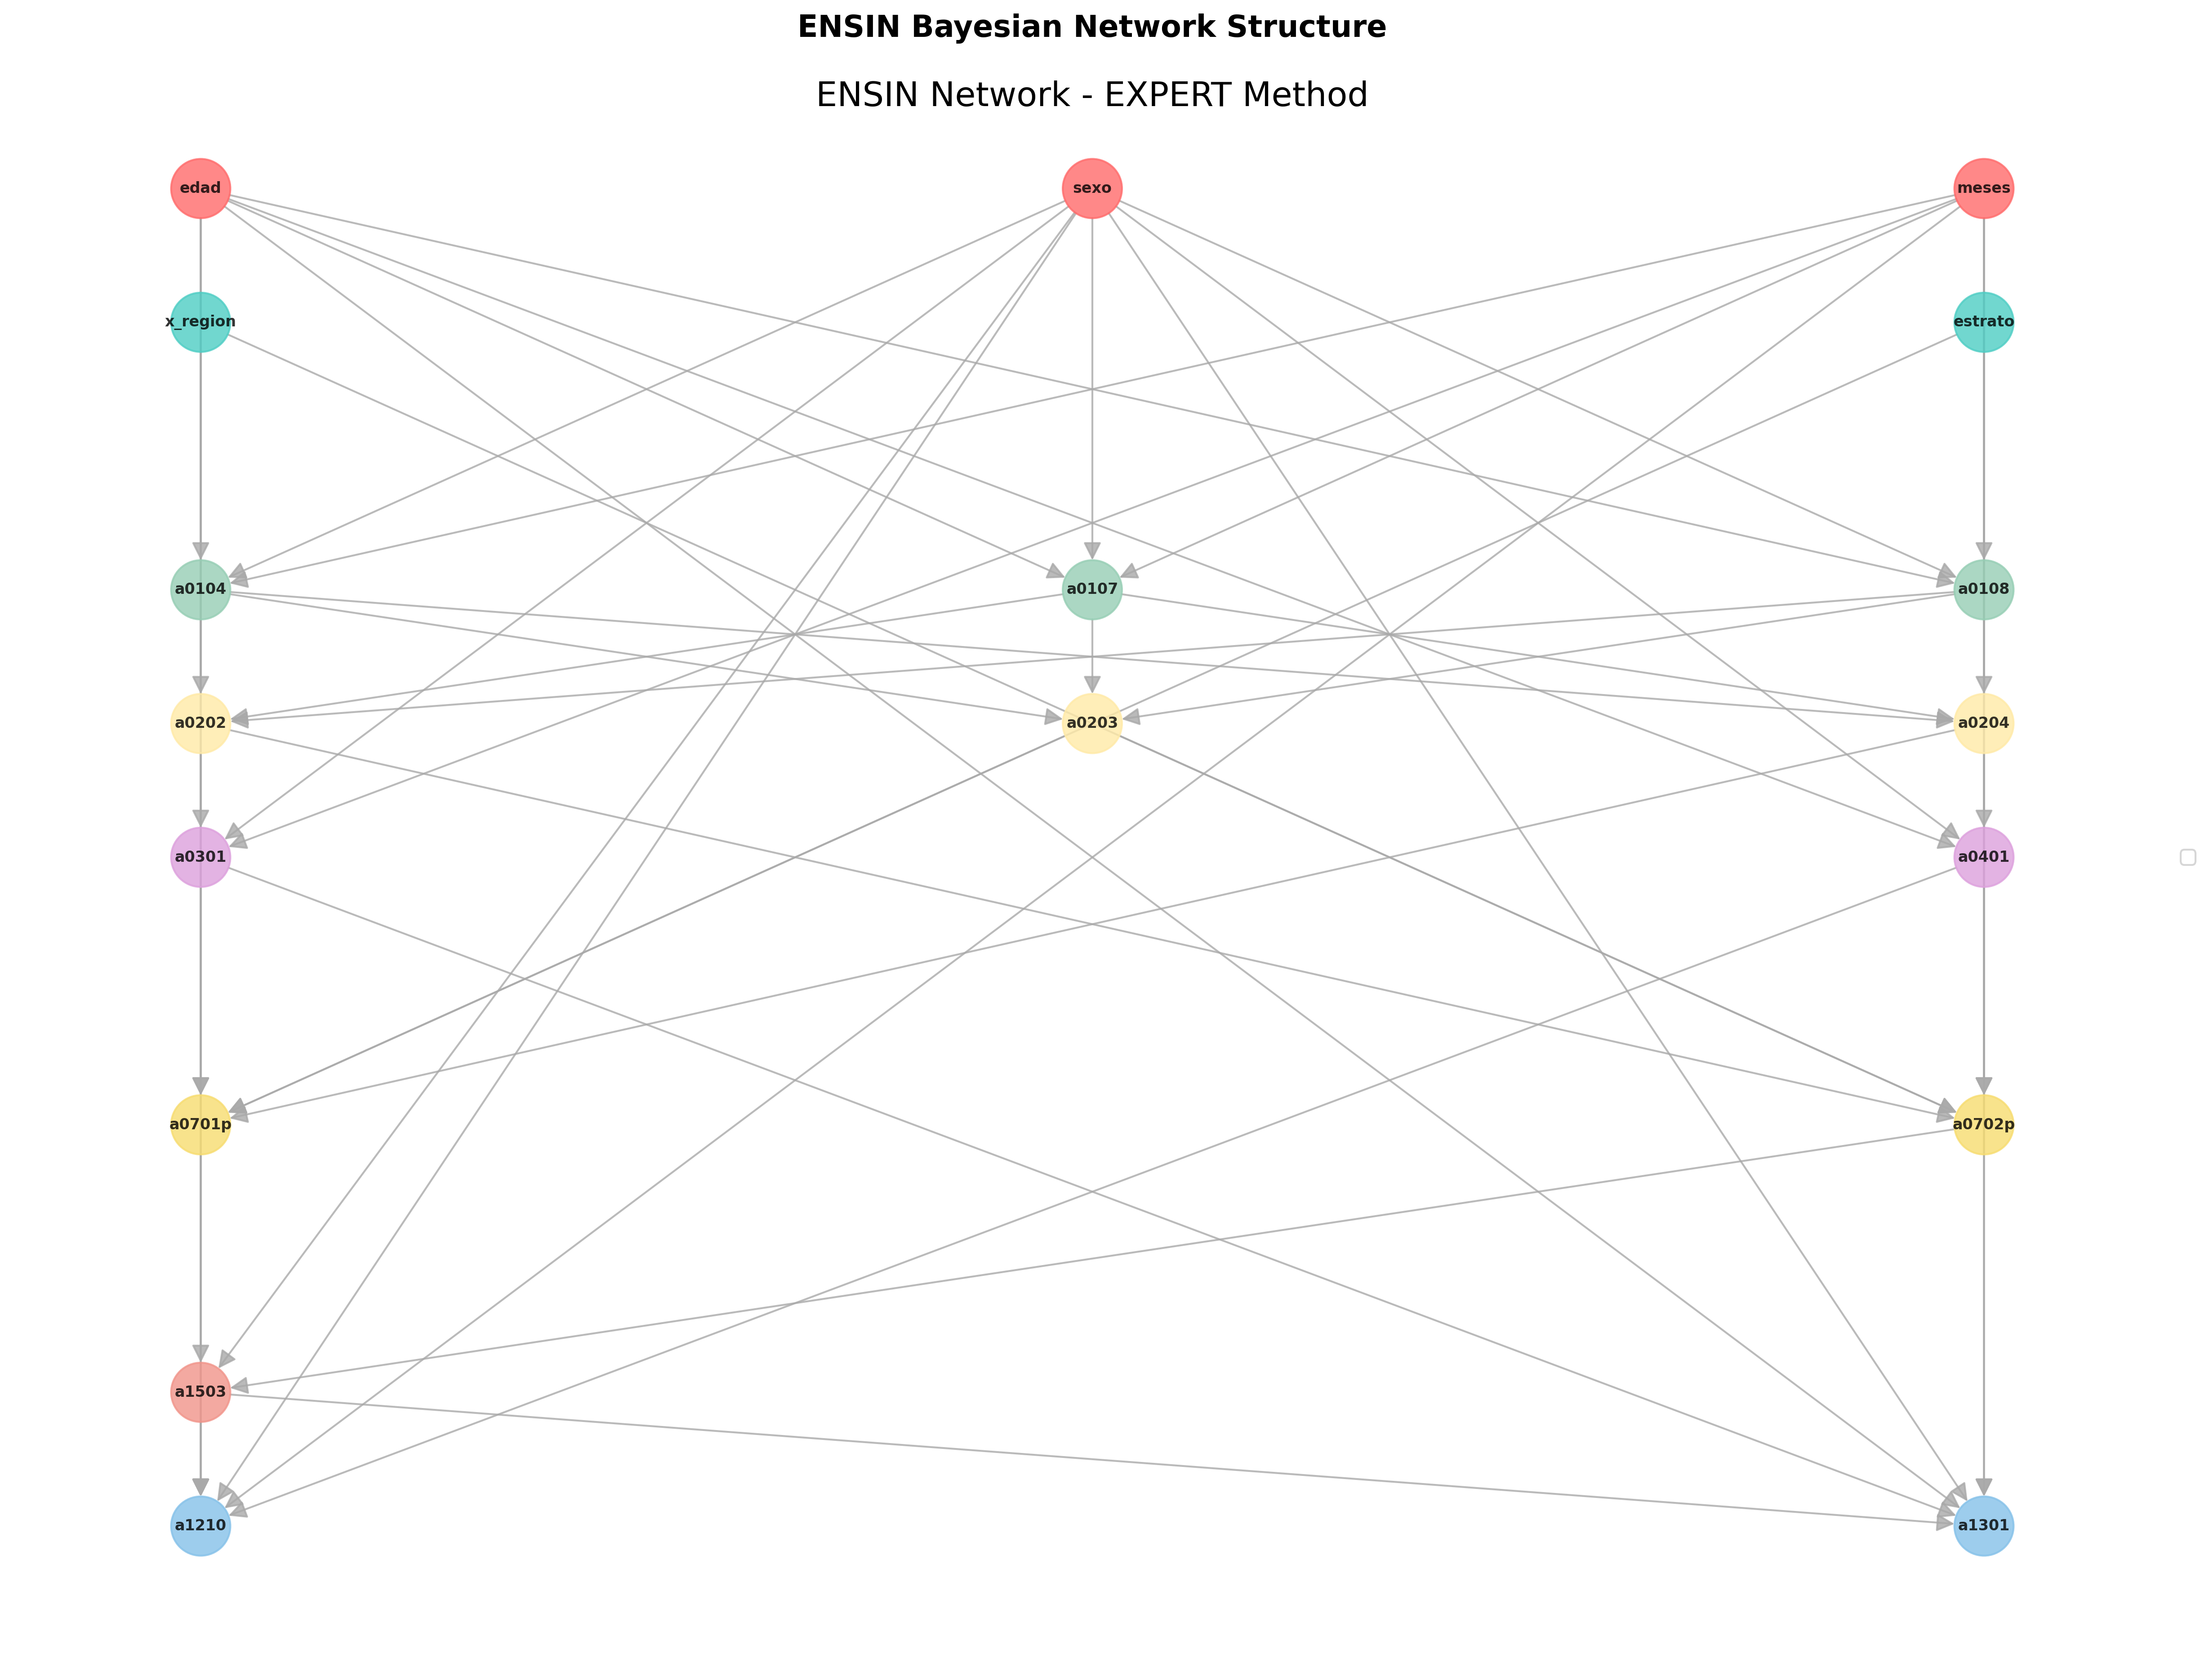 ENSIN Bayesian Network Structure
ENSIN Network - EXPERT Method
edad
sexo
meses
x_region
estrato
a0104
a0107
a0108
a0202
a0203
a0204
a0301
a0401
a0701p
a0702p
a1503
a1210
a1301